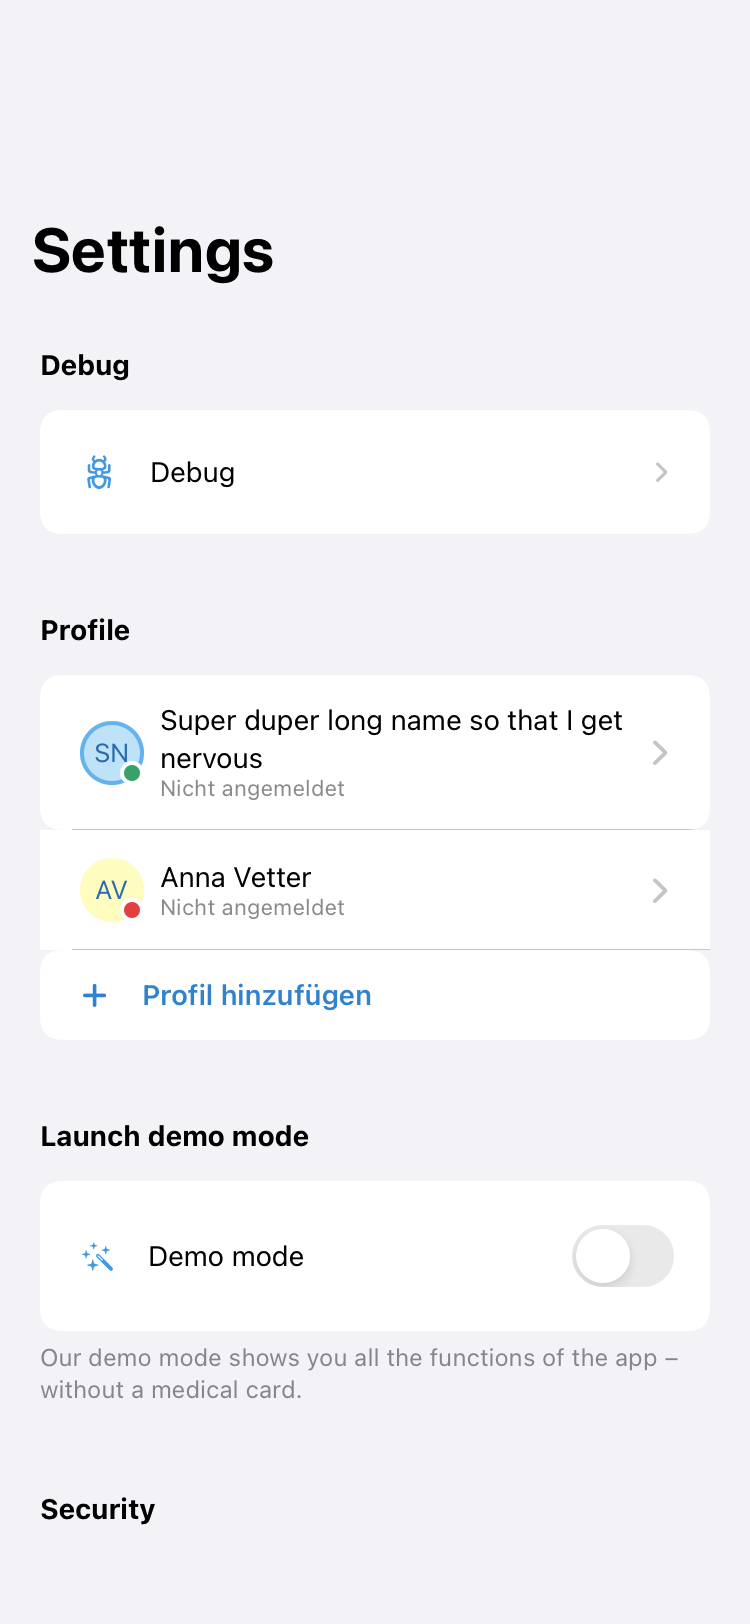 Settings
Debug
Debug
Profile
SN
Super duper long name so that I get
nervous
Nicht angemeldet
AV
Anna Vetter
Nicht angemeldet
Profil hinzufügen
Launch demo mode
Demo mode
Our demo mode shows you all the functions of the app –
without a medical card.
Security